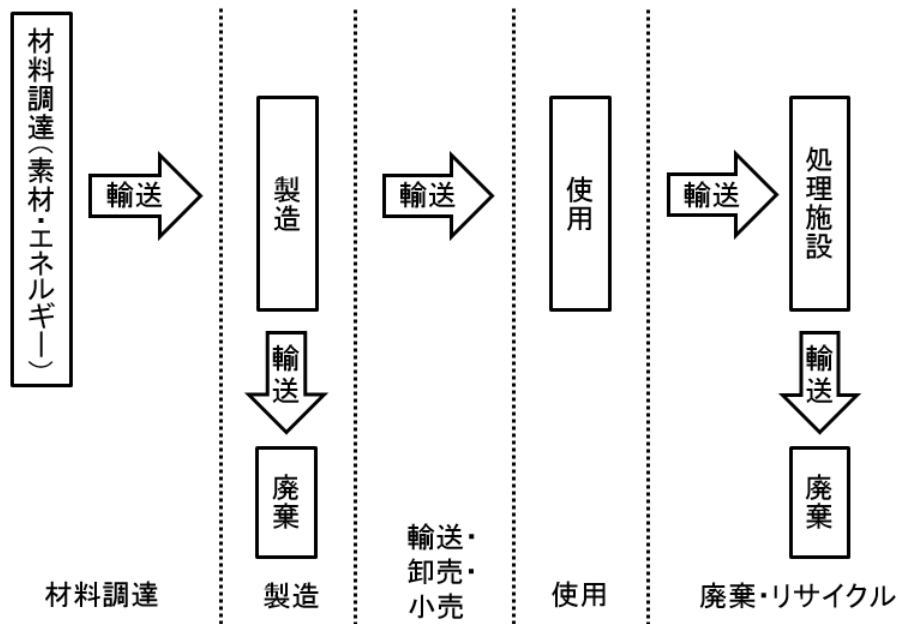 材料調達(素材・エネルギー)
輸送
製造
輸送
使用
輸送
処理施設
輸送
廃棄
輸送
廃棄
材料調達
製造
輸送・
卸売・
小売
使用
廃棄・リサイクル